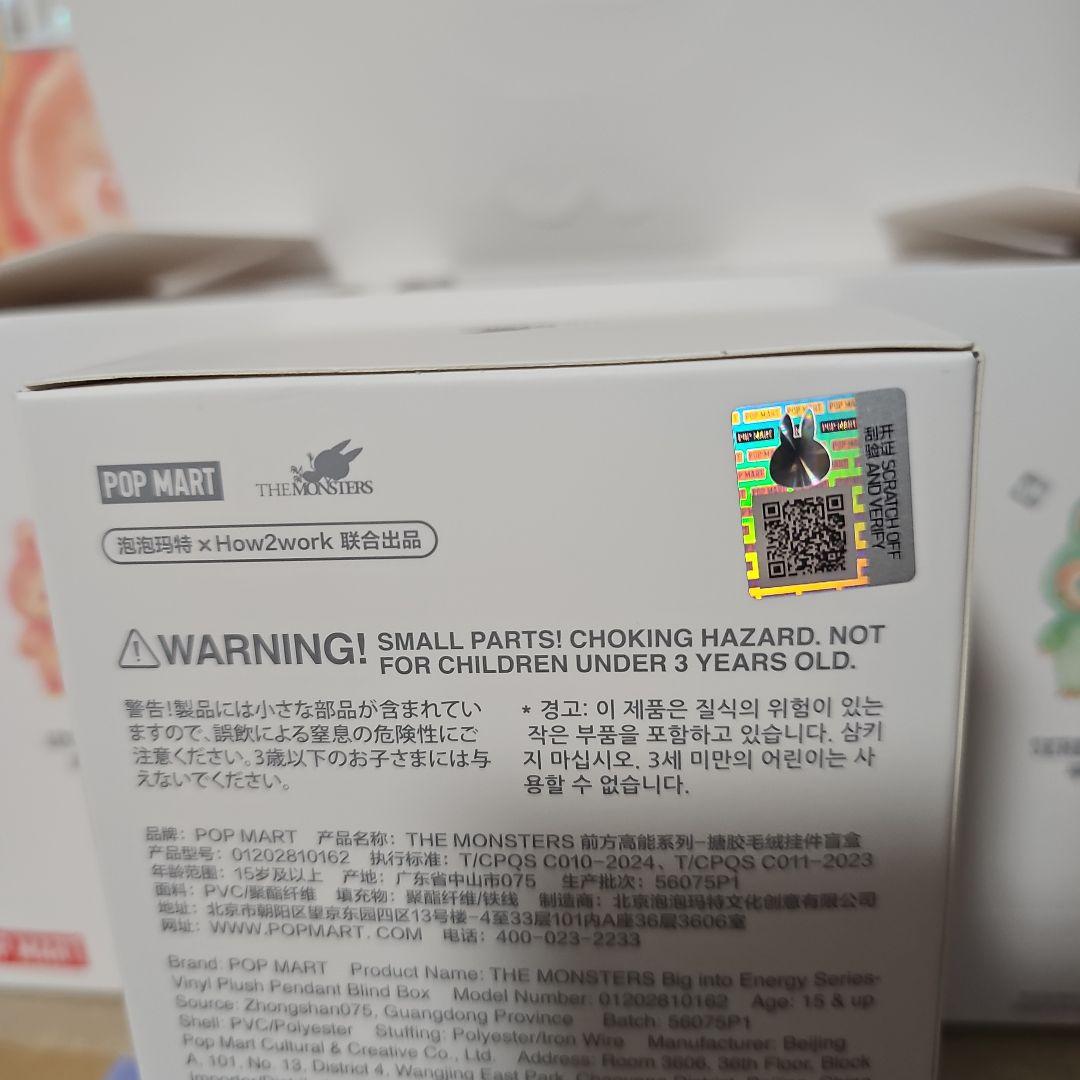 POP MART
THE MONSTERS
泡泡玛特 × How2work 联合出品
POP MART
开涂 SCRATCH OFF
AND VERIFY
WARNING! SMALL PARTS! CHOKING HAZARD. NOT
FOR CHILDREN UNDER 3 YEARS OLD.
警告!製品には小さな部品が含まれてい
ますので、誤飲による窒息の危険性にご
注意ください。3歳以下のお子さまには与
えないでください。
* 경고: 이 제품은 질식의 위험이 있는
작은 부품을 포함하고 있습니다. 삼키
지 마십시오. 3세 미만의 어린이는 사
용할 수 없습니다.
品牌: POP MART 产品名称: THE MONSTERS 前方高能系列-搪胶毛绒挂件盲盒
产品型号: 01202810162 执行标准: T/CPQS C010-2024、T/CPQS C011-2023
年龄范围: 15岁及以上 产地: 广东省中山市075 生产批次: 56075P1
面料: PVC/聚酯纤维 填充物: 聚酯纤维/铁线 制造商: 北京泡泡玛特文化创意有限公司
地址: 北京市朝阳区望京东园四区13号楼-4至33层101内A座36层3606室
网址: WWW.POPMART.COM 电话: 400-023-2233
Brand: POP MART Product Name: THE MONSTERS Big into Energy Series-
Vinyl Plush Pendant Blind Box Model Number: 01202810162 Age: 15 & up
Source: Zhongshan075, Guangdong Province Batch: 56075P1
Shell: PVC/Polyester Stuffing: Polyester/Iron Wire Manufacturer: Beijing
Pop Mart Cultural & Creative Co., Ltd. Address: Room 3606, 36th Floor, Block
A, 101, No. 13, District 4, Wangjing East Park,
P MART